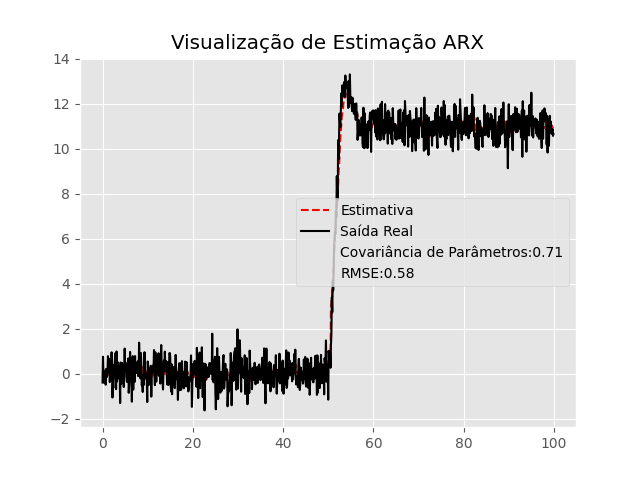 Visualização de Estimação ARX
14
12
10
8
6
4
2
0
−2
Estimativa
Saída Real
Covariância de Parâmetros:0.71
RMSE:0.58
0 20 40 60 80 100